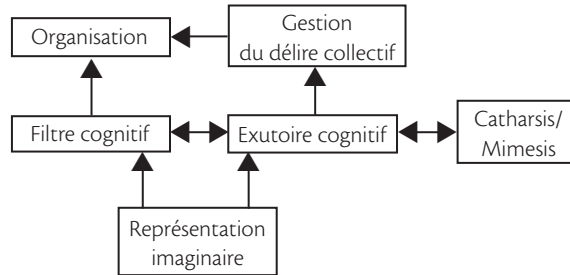 Organisation
Gestion
du délire collectif
Filtre cognitif
Exutoire cognitif
Catharsis/
Mimesis
Représentation
imaginaire